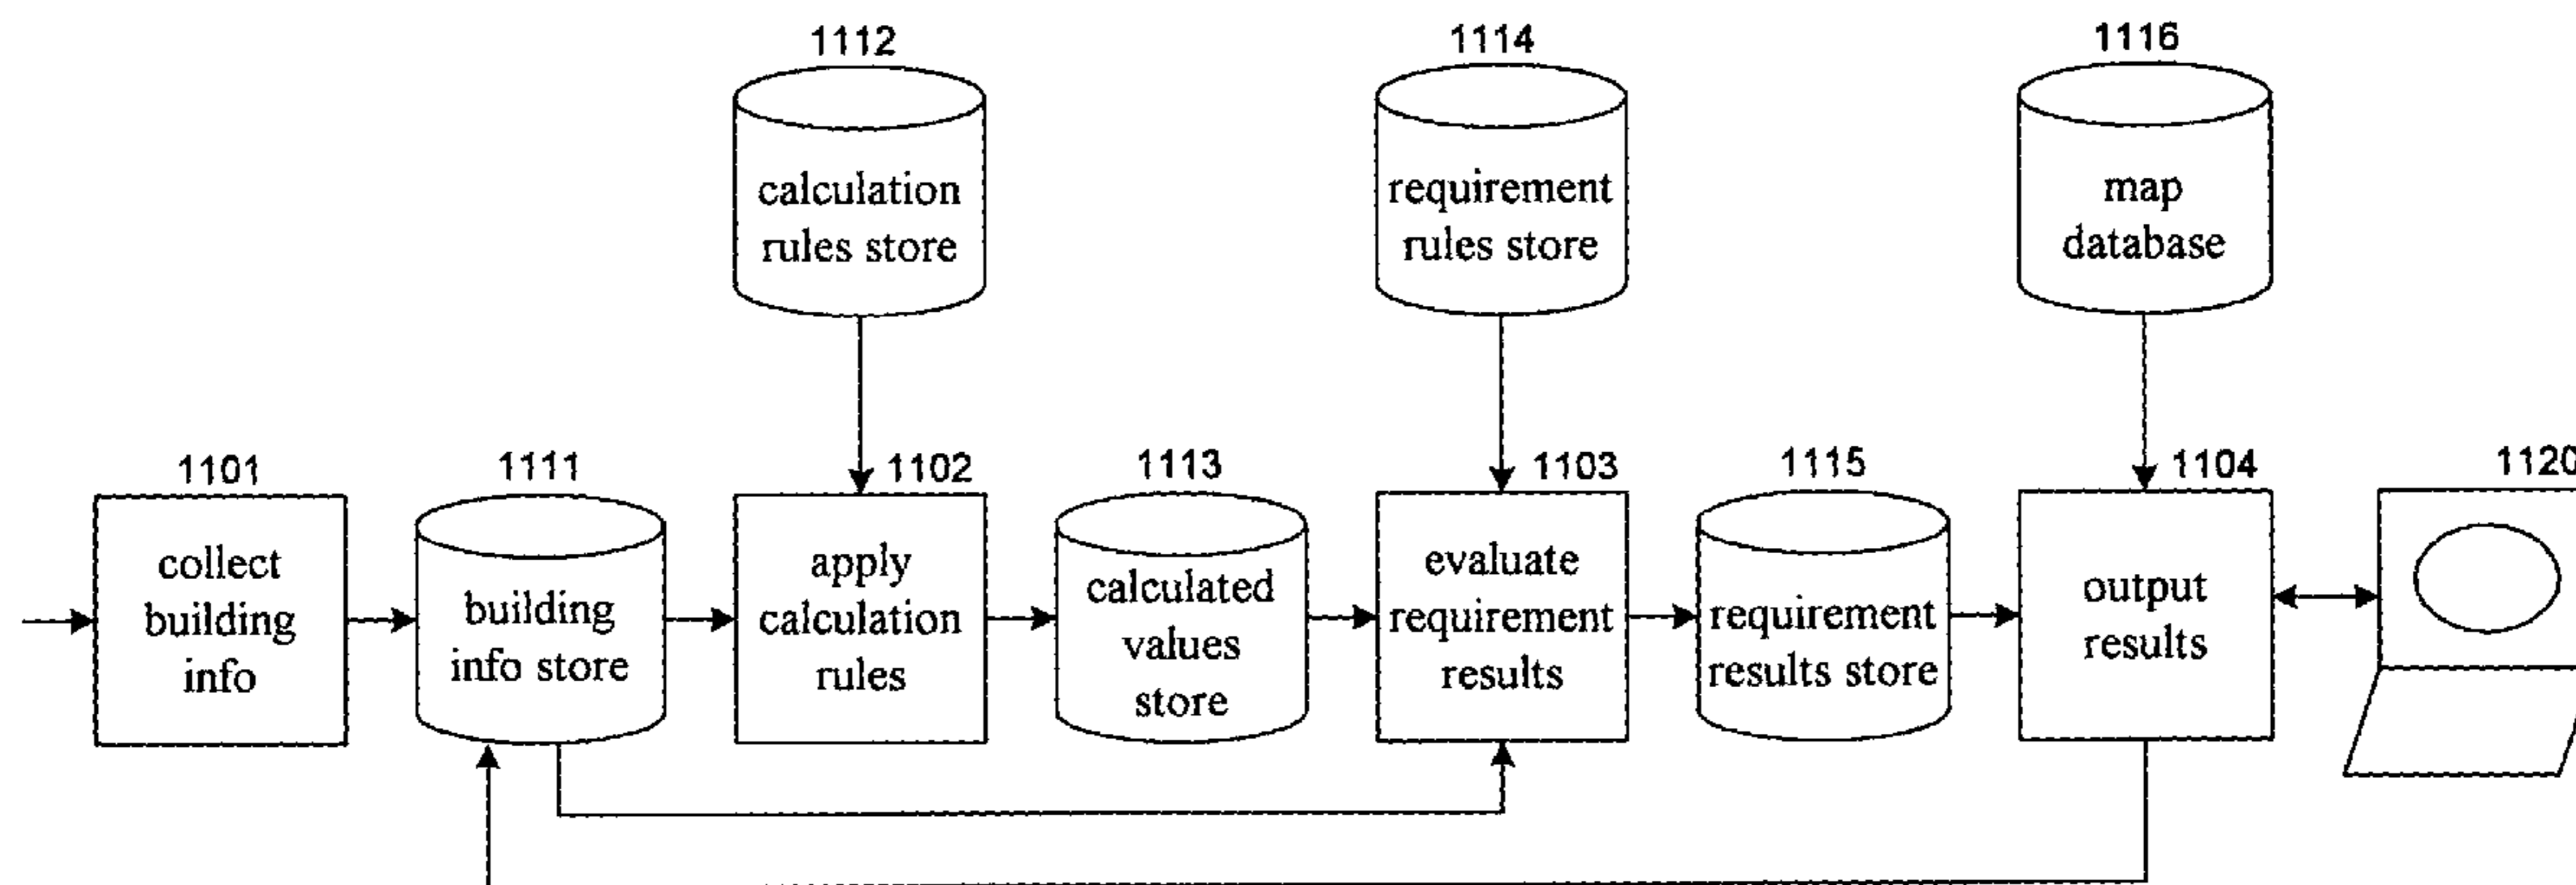 1112
1114
1116
calculation
rules store
requirement
rules store
map
database
1101
1111
1102
1113
1103
1115
1104
1120
collect
building
info
building
info store
apply
calculation
rules
calculated
values
store
evaluate
requirement
results
requirement
results store
output
results